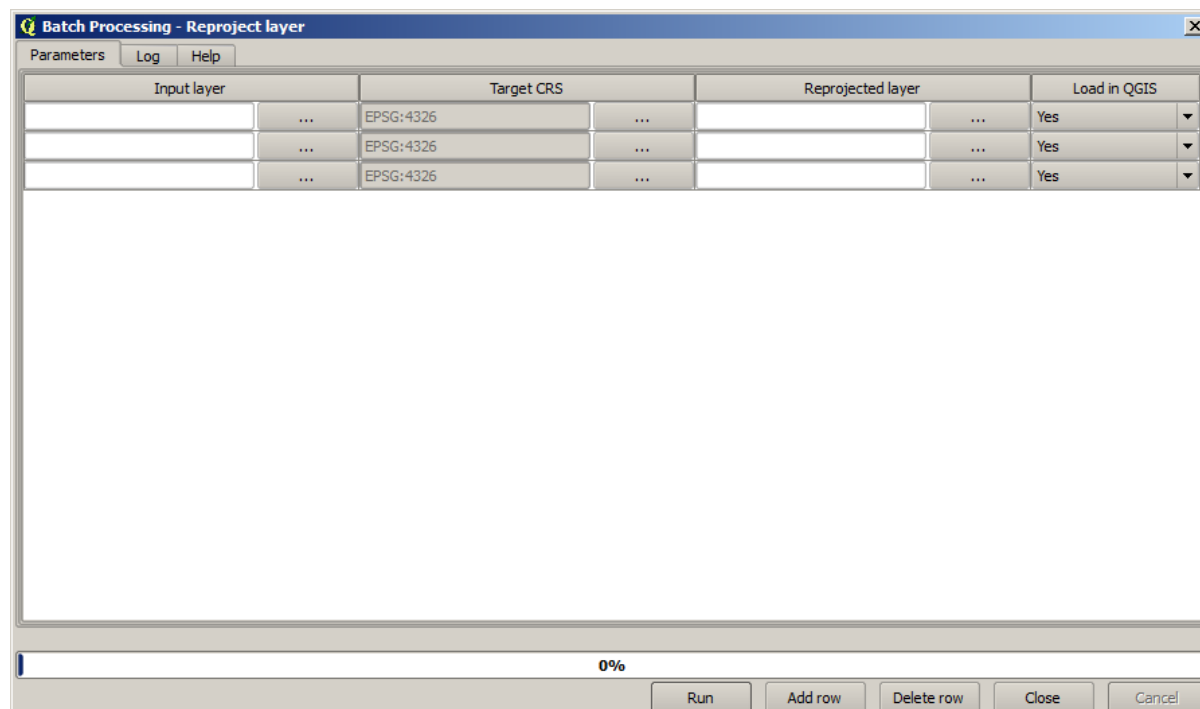 Batch Processing - Reproject layer
Parameters Log Help
Input layer Target CRS Reprojected layer Load in QGIS
... EPSG:4326 ... ... Yes
... EPSG:4326 ... ... Yes
... EPSG:4326 ... ... Yes
0%
Run Add row Delete row Close Cancel